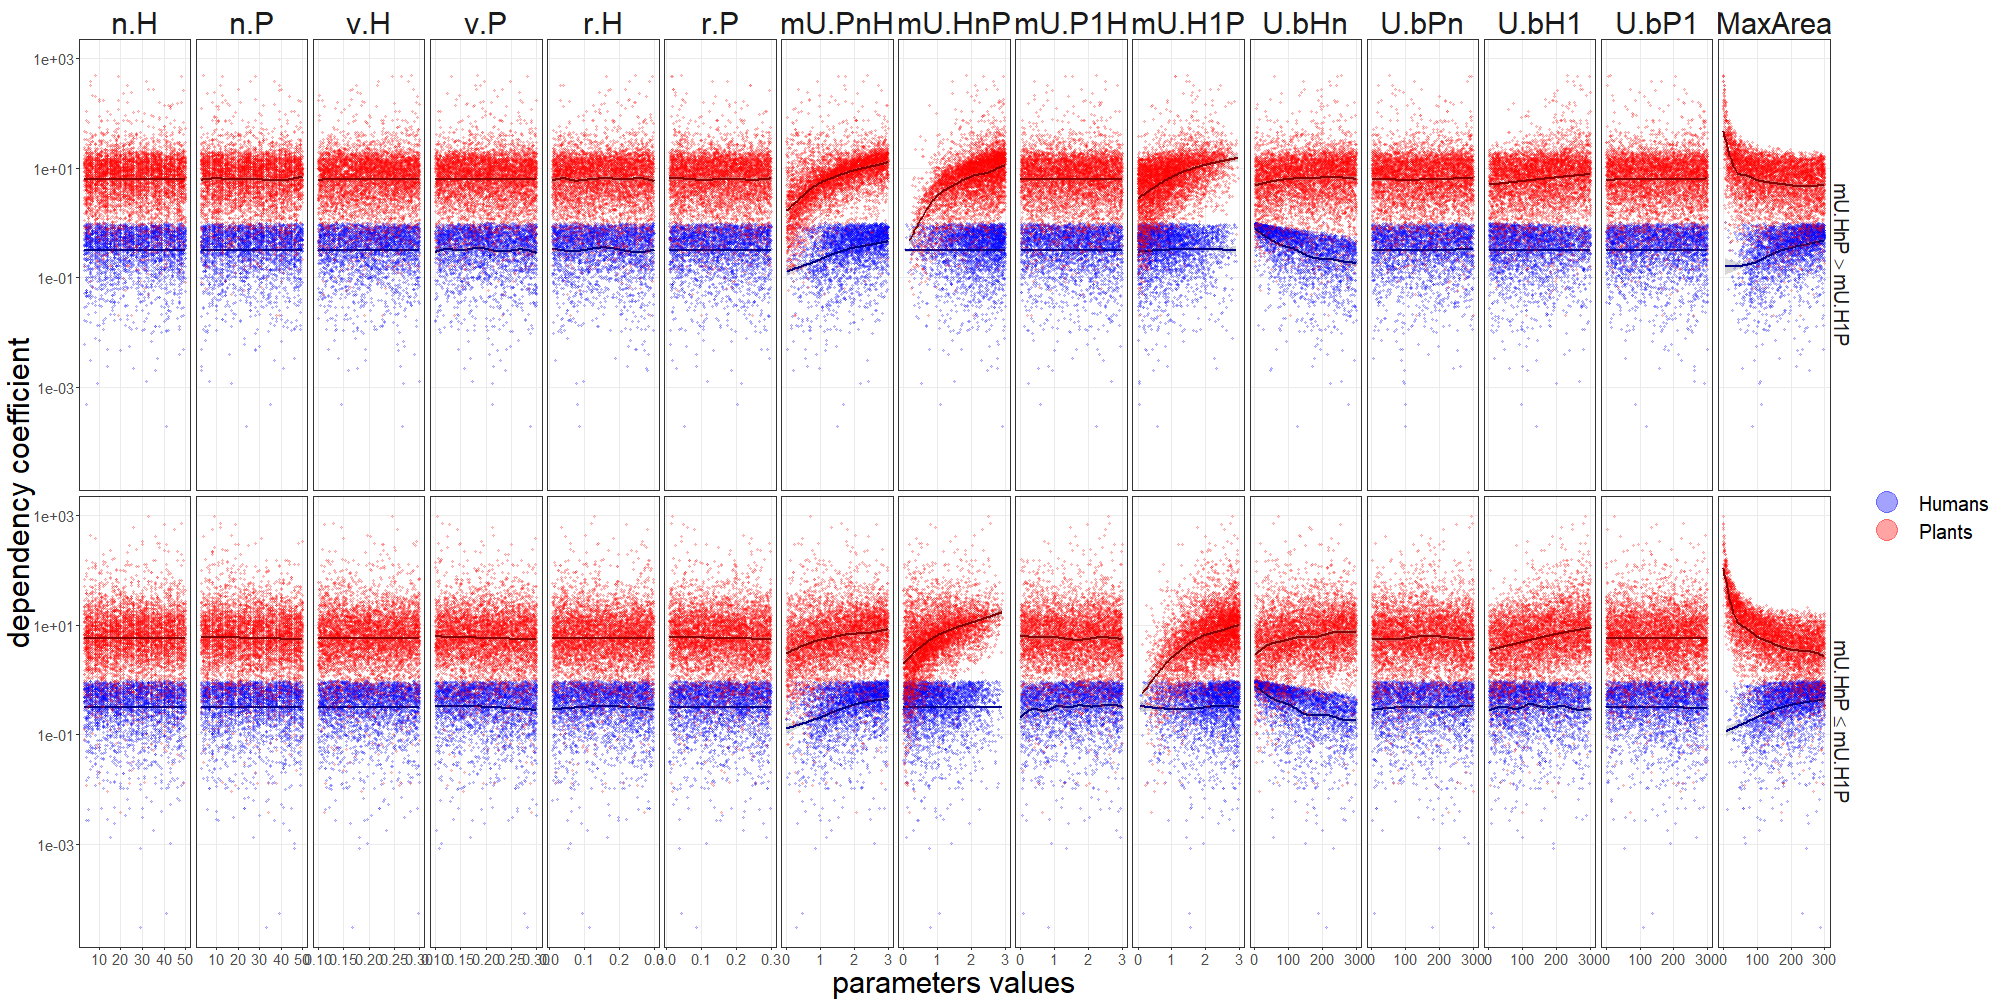 n.H n.P v.H v.P r.H r.P mU.PnH mU.HnP mU.P1H mU.H1P U.bHn U.bPn U.bH1 U.bP1 MaxArea
1e+03
1e+01
1e-01
1e-03
mU.HnP > mU.H1P
dependency coefficient
1e+03
1e+01
1e-01
1e-03
mU.HnP ≤ mU.H1P
Humans
Plants
10 20 30 40 50 10 20 30 40 50 0.10 0.15 0.20 0.25 0.30 0.10 0.15 0.20 0.25 0.30 0 0.1 0.2 0.3 0 0.1 0.2 0.3 0 1 2 3 0 1 2 3 0 1 2 3 0 1 2 3 0 100 200 300 0 100 200 300 0 100 200 300 0 100 200 300 0 100 200 300
parameters values